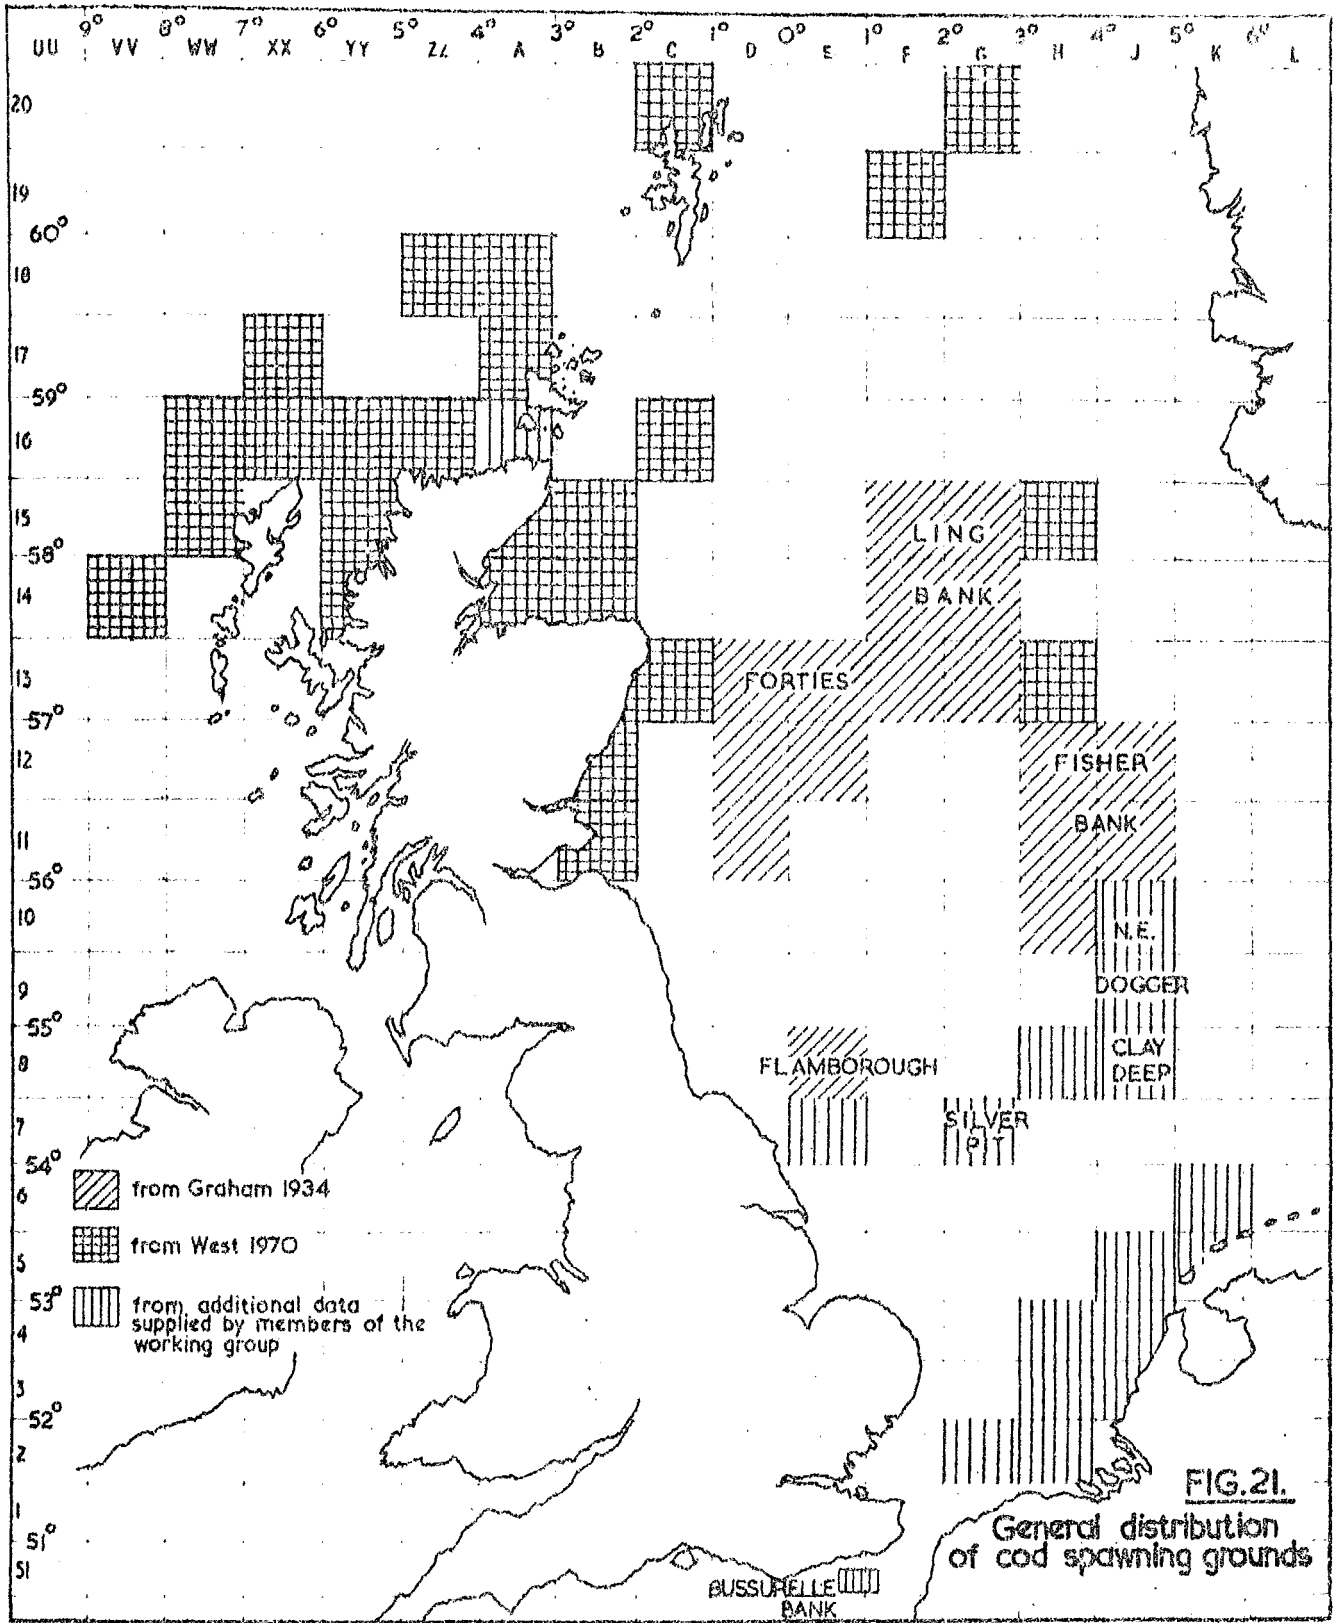 9° 8° 7° 6° 5° 4° 3° 2° 1° 0° 1° 2° 3° 4° 5° 6°
UU VV WW XX YY ZZ A B C D E F G H J K L
20
19
60°
18
17
59°
16
15
LING
58°
14
BANK
13
FORTIES
57°
12
FISHER
11
BANK
56°
10
N.E.
9
DOGGER
55°
8
CLAY
DEEP
FLAMBOROUGH
7
SILVER
PIT
54°
6
from Graham 1934
from West 1970
5
53°
from additional data
supplied by members of the
working group
4
3
52°
2
1
51°
51
FIG.21.
General distribution
of cod spawning grounds
BUSSURELLE
BANK